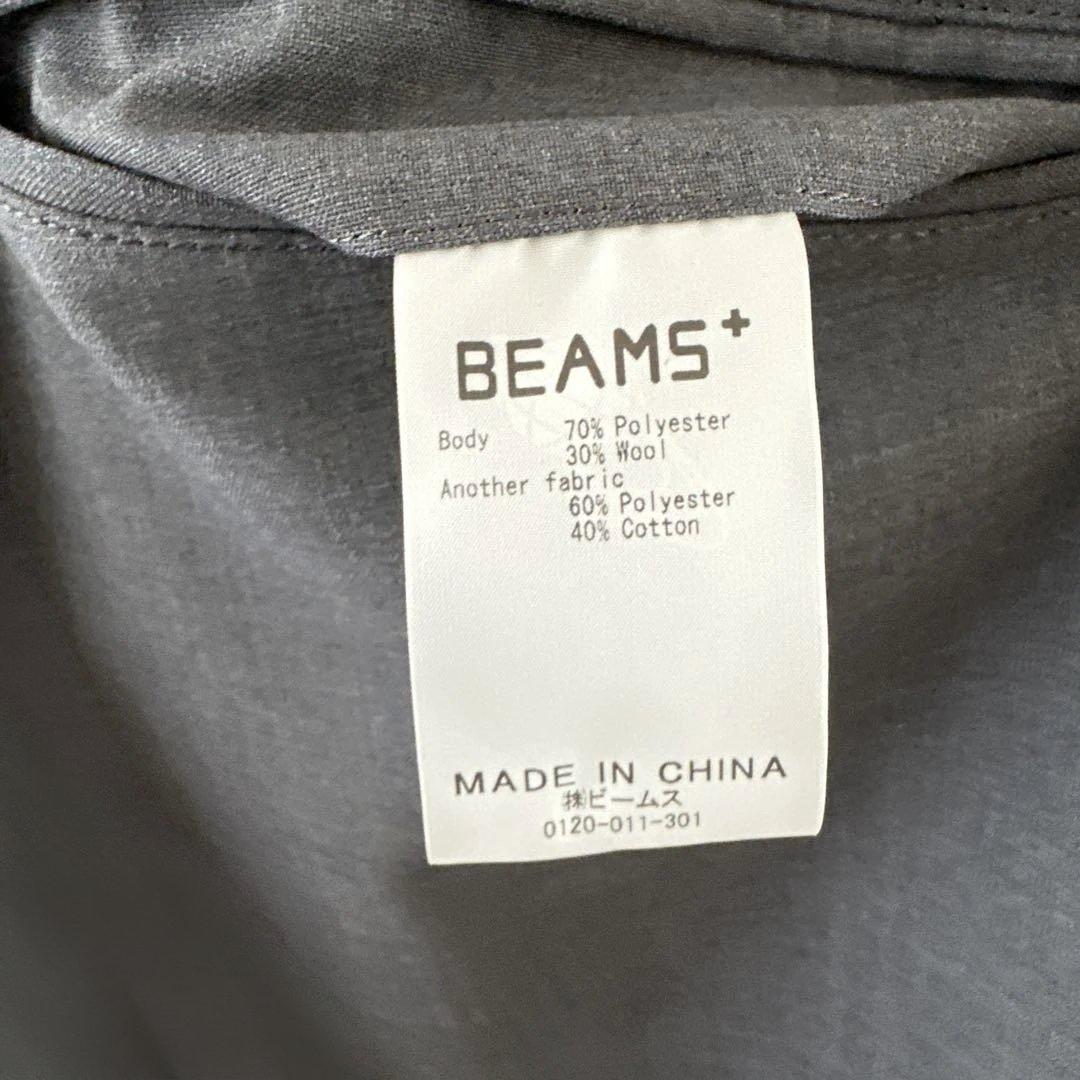 BEAMS+
Body 70% Polyester
30% Wool
Another fabric
60% Polyester
40% Cotton
MADE IN CHINA
㈱ビームス
0120-011-301